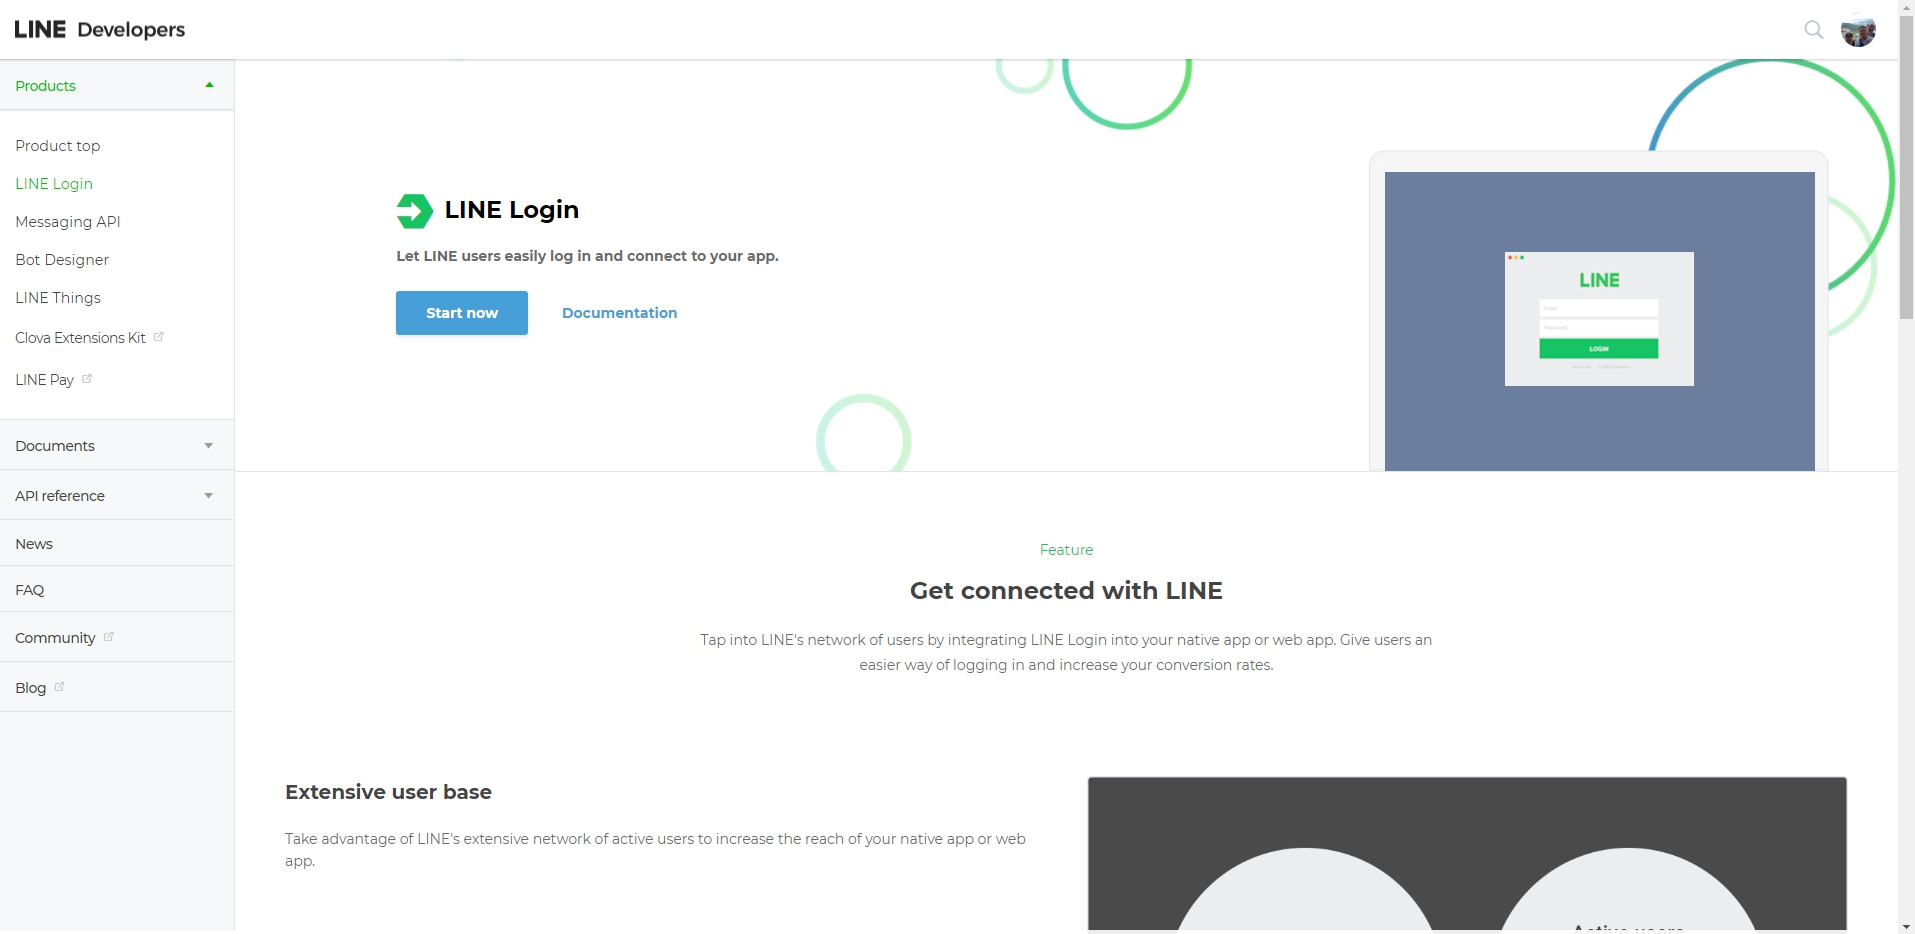 LINE Developers
Products
Product top
LINE Login
Messaging API
Bot Designer
LINE Things
Clova Extensions Kit
LINE Pay
Documents
API reference
News
FAQ
Community
Blog
LINE Login
Let LINE users easily log in and connect to your app.
Start now
Documentation
LINE
Email
Password
LOGIN
Feature
Get connected with LINE
Tap into LINE's network of users by integrating LINE Login into your native app or web app. Give users an
easier way of logging in and increase your conversion rates.
Extensive user base
Take advantage of LINE's extensive network of active users to increase the reach of your native app or web
app.
Active users